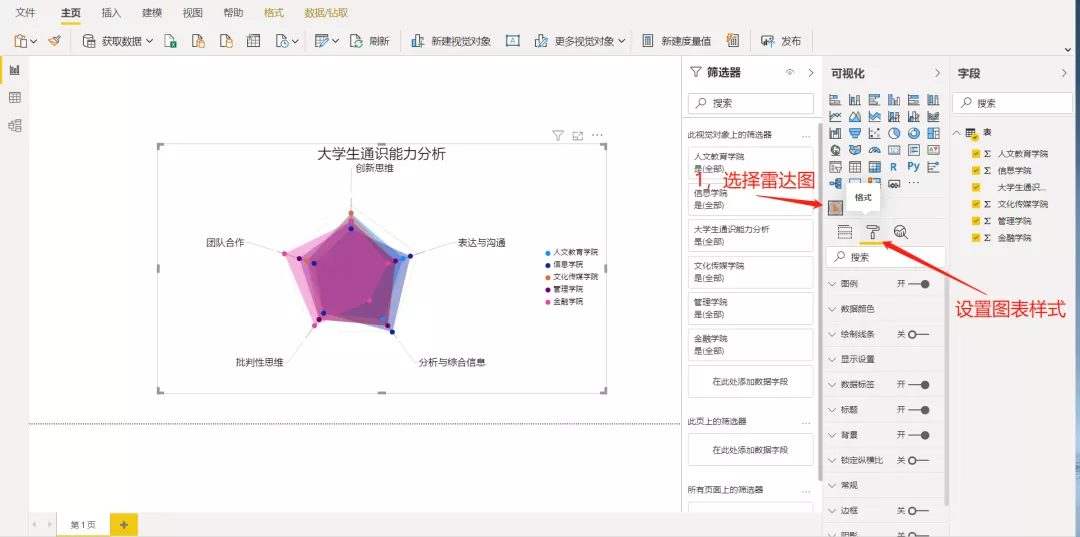 文件 主页 插入 建模 视图 帮助 格式 数据/钻取
获取数据 刷新 新建视觉对象 更多视觉对象 新建度量值 发布
大学生通识能力分析
创新思维
团队合作
表达与沟通
批判性思维
分析与综合信息
人文教育学院
信息学院
文化传媒学院
管理学院
金融学院
第1页
筛选器
搜索
此视觉对象上的筛选器
人文教育学院
是(全部)
信息学院
是(全部)
大学生通识能力分析
是(全部)
文化传媒学院
是(全部)
管理学院
是(全部)
金融学院
是(全部)
在此处添加数据字段
此页上的筛选器
在此处添加数据字段
所有页面上的筛选器
1，选择雷达图
可视化
R Py
格式
搜索
图例 开
数据颜色
绘制线条 关
显示设置
数据标签 开
标题 开
背景 开
锁定纵横比 关
常规
边框 关
阴影 关
设置图表样式
字段
搜索
表
人文教育学院
信息学院
大学生通识...
文化传媒学院
管理学院
金融学院